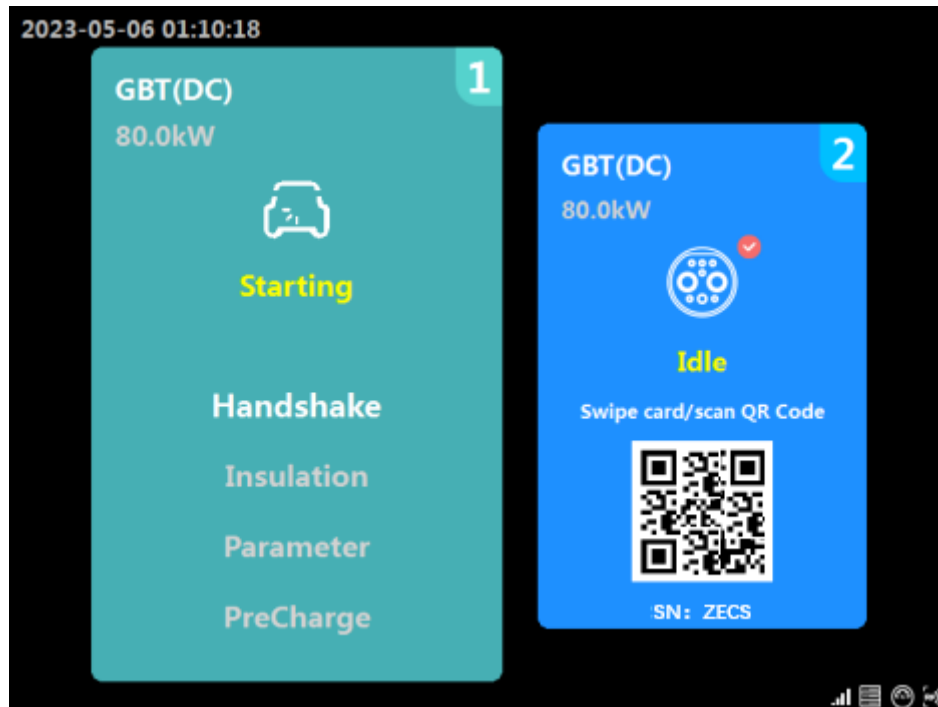 2023-05-06 01:10:18
1
GBT(DC)
80.0kW
Starting
Handshake
Insulation
Parameter
PreCharge
2
GBT(DC)
80.0kW
Idle
Swipe card/scan QR Code
SN: ZECS